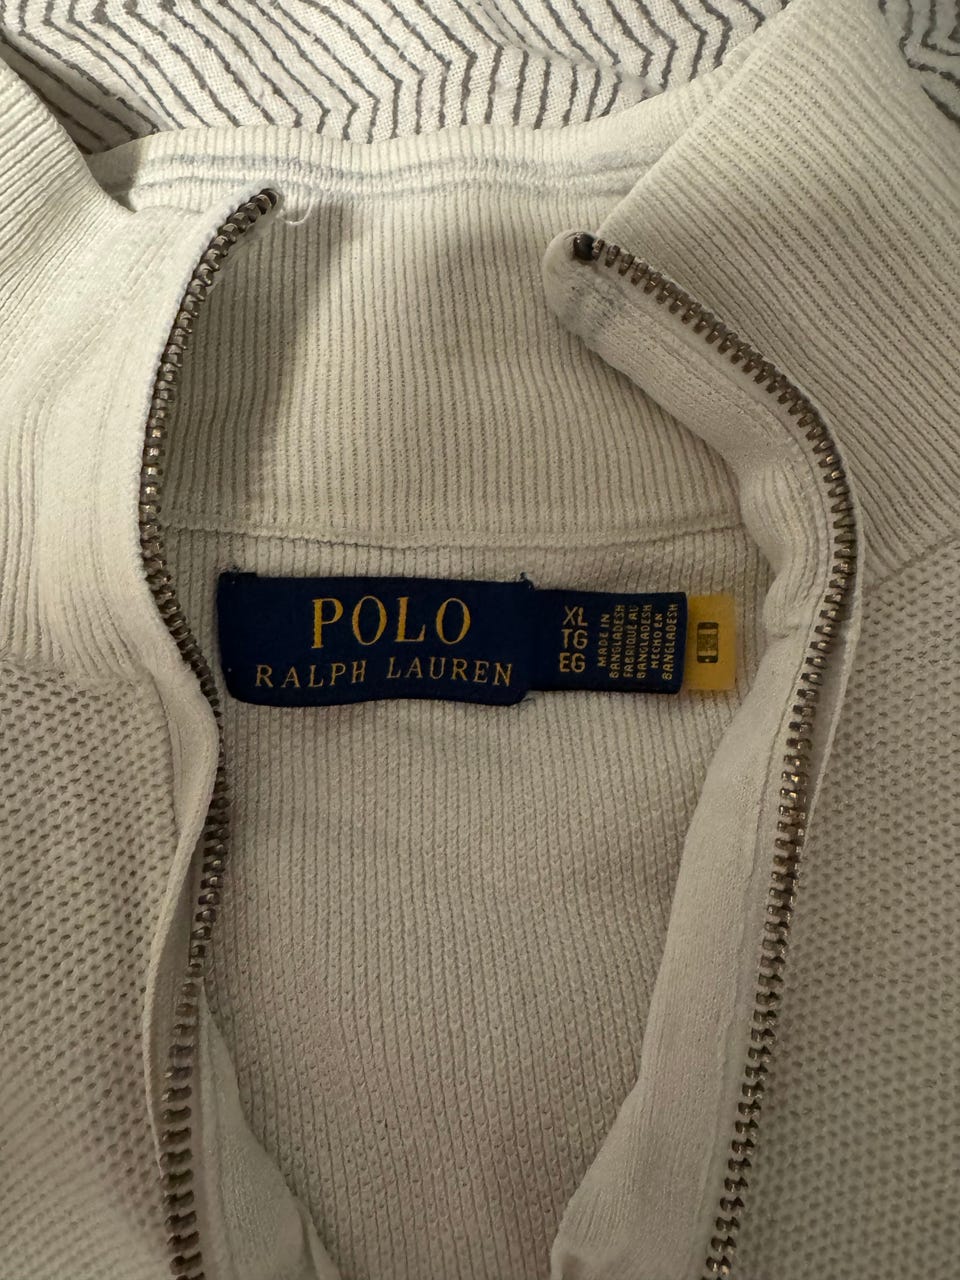 POLO
RALPH LAUREN
XL
TG
EG
MADE IN
BANGLADESH
FABRIQUÉ AU
BANGLADESH
HECHO EN
BANGLADESH